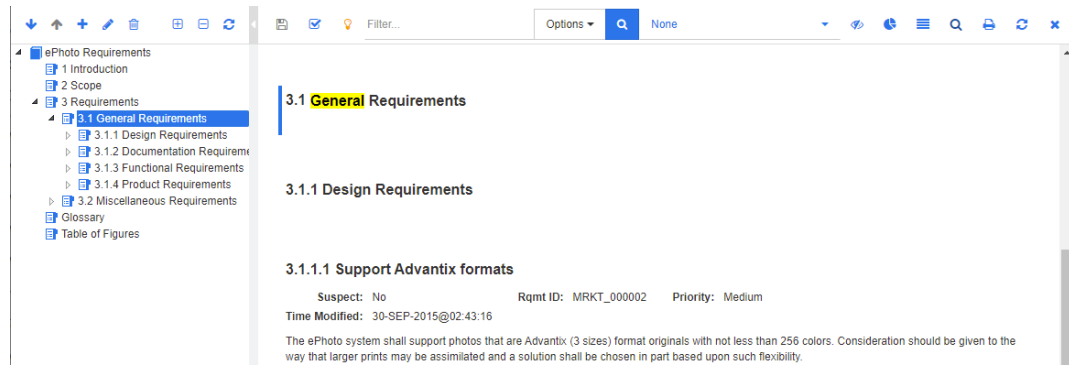 Filter...
Options
None
ePhoto Requirements
1 Introduction
2 Scope
3 Requirements
3.1 General Requirements
3.1.1 Design Requirements
3.1.2 Documentation Requireme
3.1.3 Functional Requirements
3.1.4 Product Requirements
3.2 Miscellaneous Requirements
Glossary
Table of Figures
3.1 General Requirements
3.1.1 Design Requirements
3.1.1.1 Support Advantix formats
Suspect: No Rqmt ID: MRKT_000002 Priority: Medium
Time Modified: 30-SEP-2015@02:43:16
The ePhoto system shall support photos that are Advantix (3 sizes) format originals with not less than 256 colors. Consideration should be given to the
way that larger prints may be assimilated and a solution shall be chosen in part based upon such flexibility.